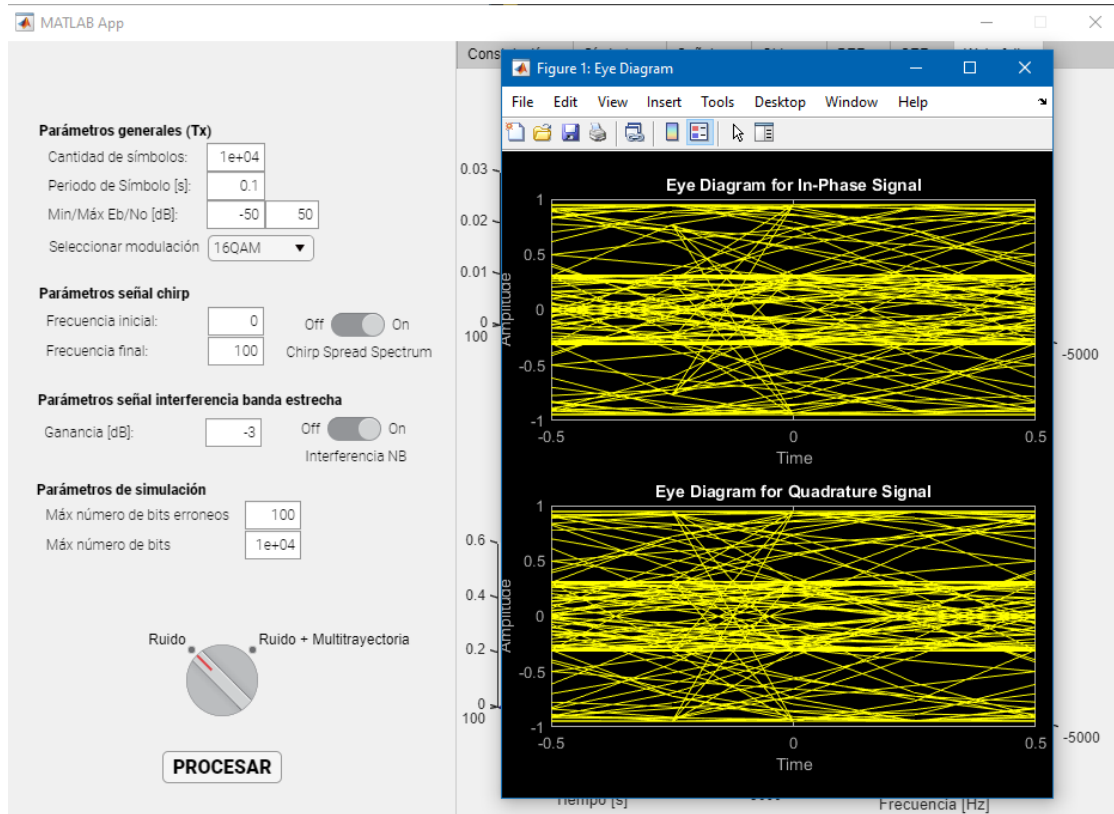 MATLAB App
Figure 1: Eye Diagram
File Edit View Insert Tools Desktop Window Help
Parámetros generales (Tx)
Cantidad de símbolos: 1e+04
Periodo de Símbolo [s]: 0.1
Min/Máx Eb/No [dB]: -50 50
Seleccionar modulación 16QAM
Parámetros señal chirp
Frecuencia inicial: 0
Off On
Frecuencia final: 100
Chirp Spread Spectrum
Parámetros señal interferencia banda estrecha
Ganancia [dB]: -3
Off On
Interferencia NB
Parámetros de simulación
Máx número de bits erroneos 100
Máx número de bits 1e+04
Ruido Ruido + Multitrayectoria
PROCESAR
0.03
0.02
0.01
0
100
-5000
0.6
0.4
0.2
0
100
-5000
Eye Diagram for In-Phase Signal
1
0.5
0
-0.5
-1
Amplitude
-0.5 0 0.5
Time
Eye Diagram for Quadrature Signal
1
0.5
0
-0.5
-1
Amplitude
-0.5 0 0.5
Time
Tiempo [s]
Frecuencia [Hz]